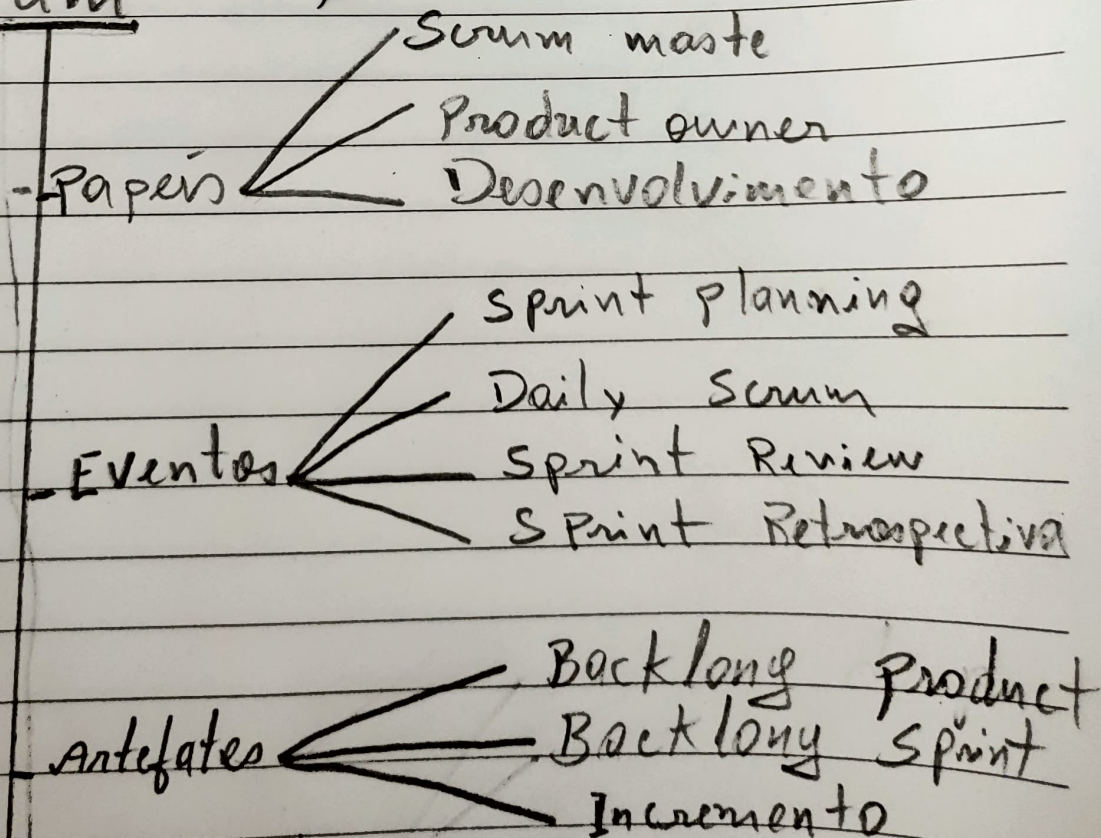 Scrum maste
Product owner
Papeis
Desenvolvimento
Sprint planning
Daily Scrum
Eventos
Sprint Review
Sprint Retrospectiva
Backlong Product
Artefates
Backlong Sprint
Incremento